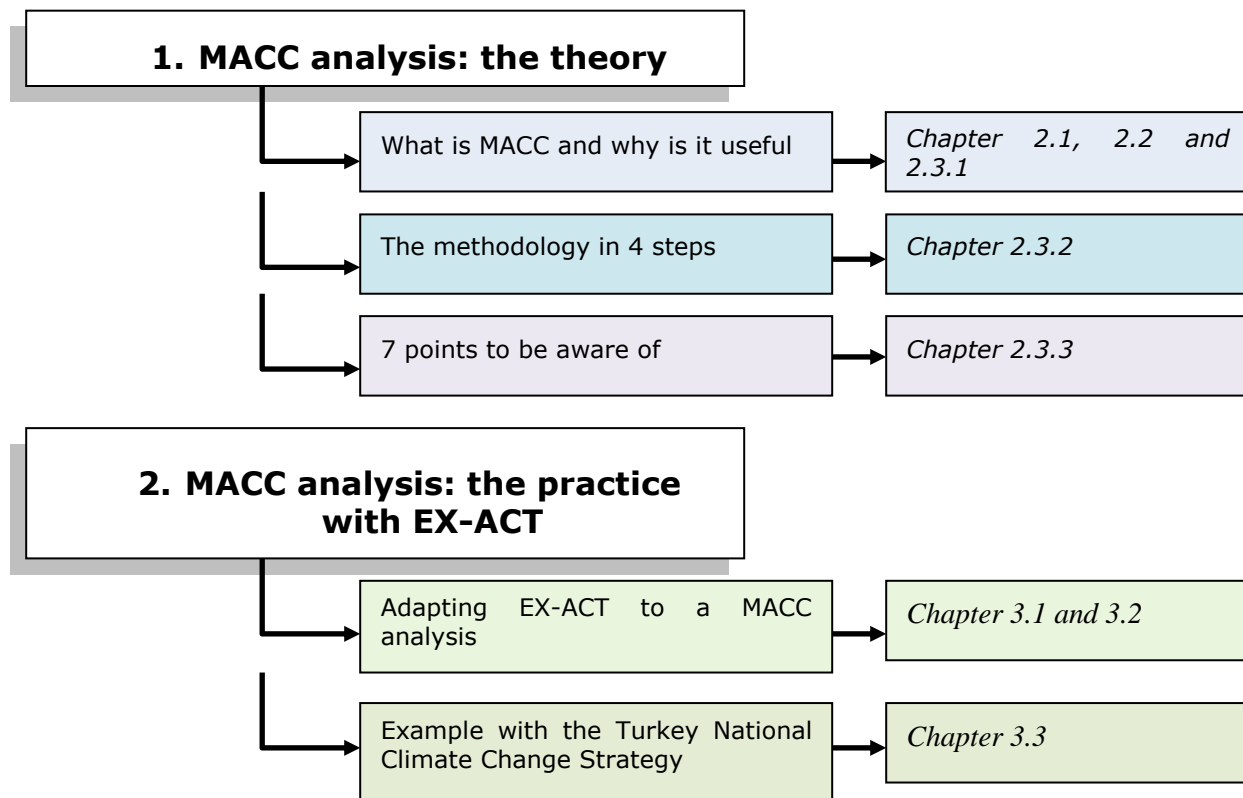 1. MACC analysis: the theory
What is MACC and why is it useful
Chapter 2.1, 2.2 and
2.3.1
The methodology in 4 steps
Chapter 2.3.2
7 points to be aware of
Chapter 2.3.3
2. MACC analysis: the practice
with EX-ACT
Adapting EX-ACT to a MACC
analysis
Chapter 3.1 and 3.2
Example with the Turkey National
Climate Change Strategy
Chapter 3.3